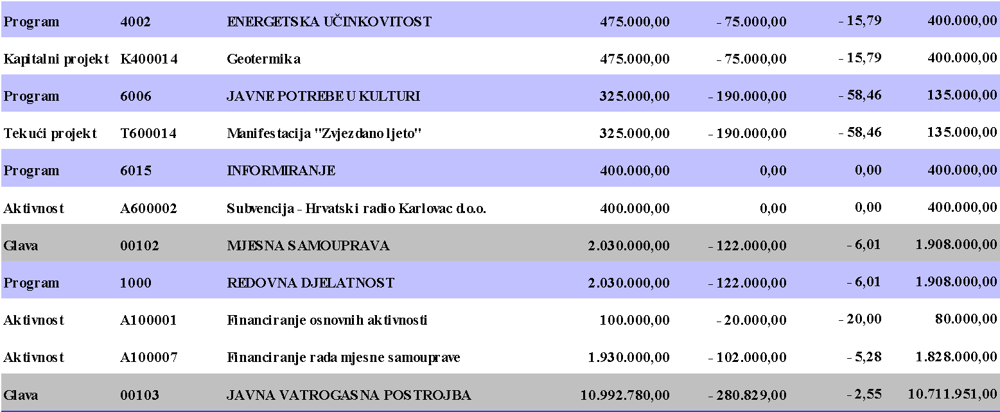 Program 4002 ENERGETSKA UČINKOVITOST 475.000,00 - 75.000,00 - 15,79 400.000,00
Kapitalni projekt K400014 Geotermika 475.000,00 - 75.000,00 - 15,79 400.000,00
Program 6006 JAVNE POTREBE U KULTURI 325.000,00 - 190.000,00 - 58,46 135.000,00
Tekući projekt T600014 Manifestacija "Zvjezdano ljeto" 325.000,00 - 190.000,00 - 58,46 135.000,00
Program 6015 INFORMIRANJE 400.000,00 0,00 0,00 400.000,00
Aktivnost A600002 Subvencija - Hrvatski radio Karlovac d.o.o. 400.000,00 0,00 0,00 400.000,00
Glava 00102 MJESNA SAMOUPRAVA 2.030.000,00 - 122.000,00 - 6,01 1.908.000,00
Program 1000 REDOVNA DJELATNOST 2.030.000,00 - 122.000,00 - 6,01 1.908.000,00
Aktivnost A100001 Financiranje osnovnih aktivnosti 100.000,00 - 20.000,00 - 20,00 80.000,00
Aktivnost A100007 Financiranje rada mjesne samouprave 1.930.000,00 - 102.000,00 - 5,28 1.828.000,00
Glava 00103 JAVNA VATROGASNA POSTROJBA 10.992.780,00 - 280.829,00 - 2,55 10.711.951,00